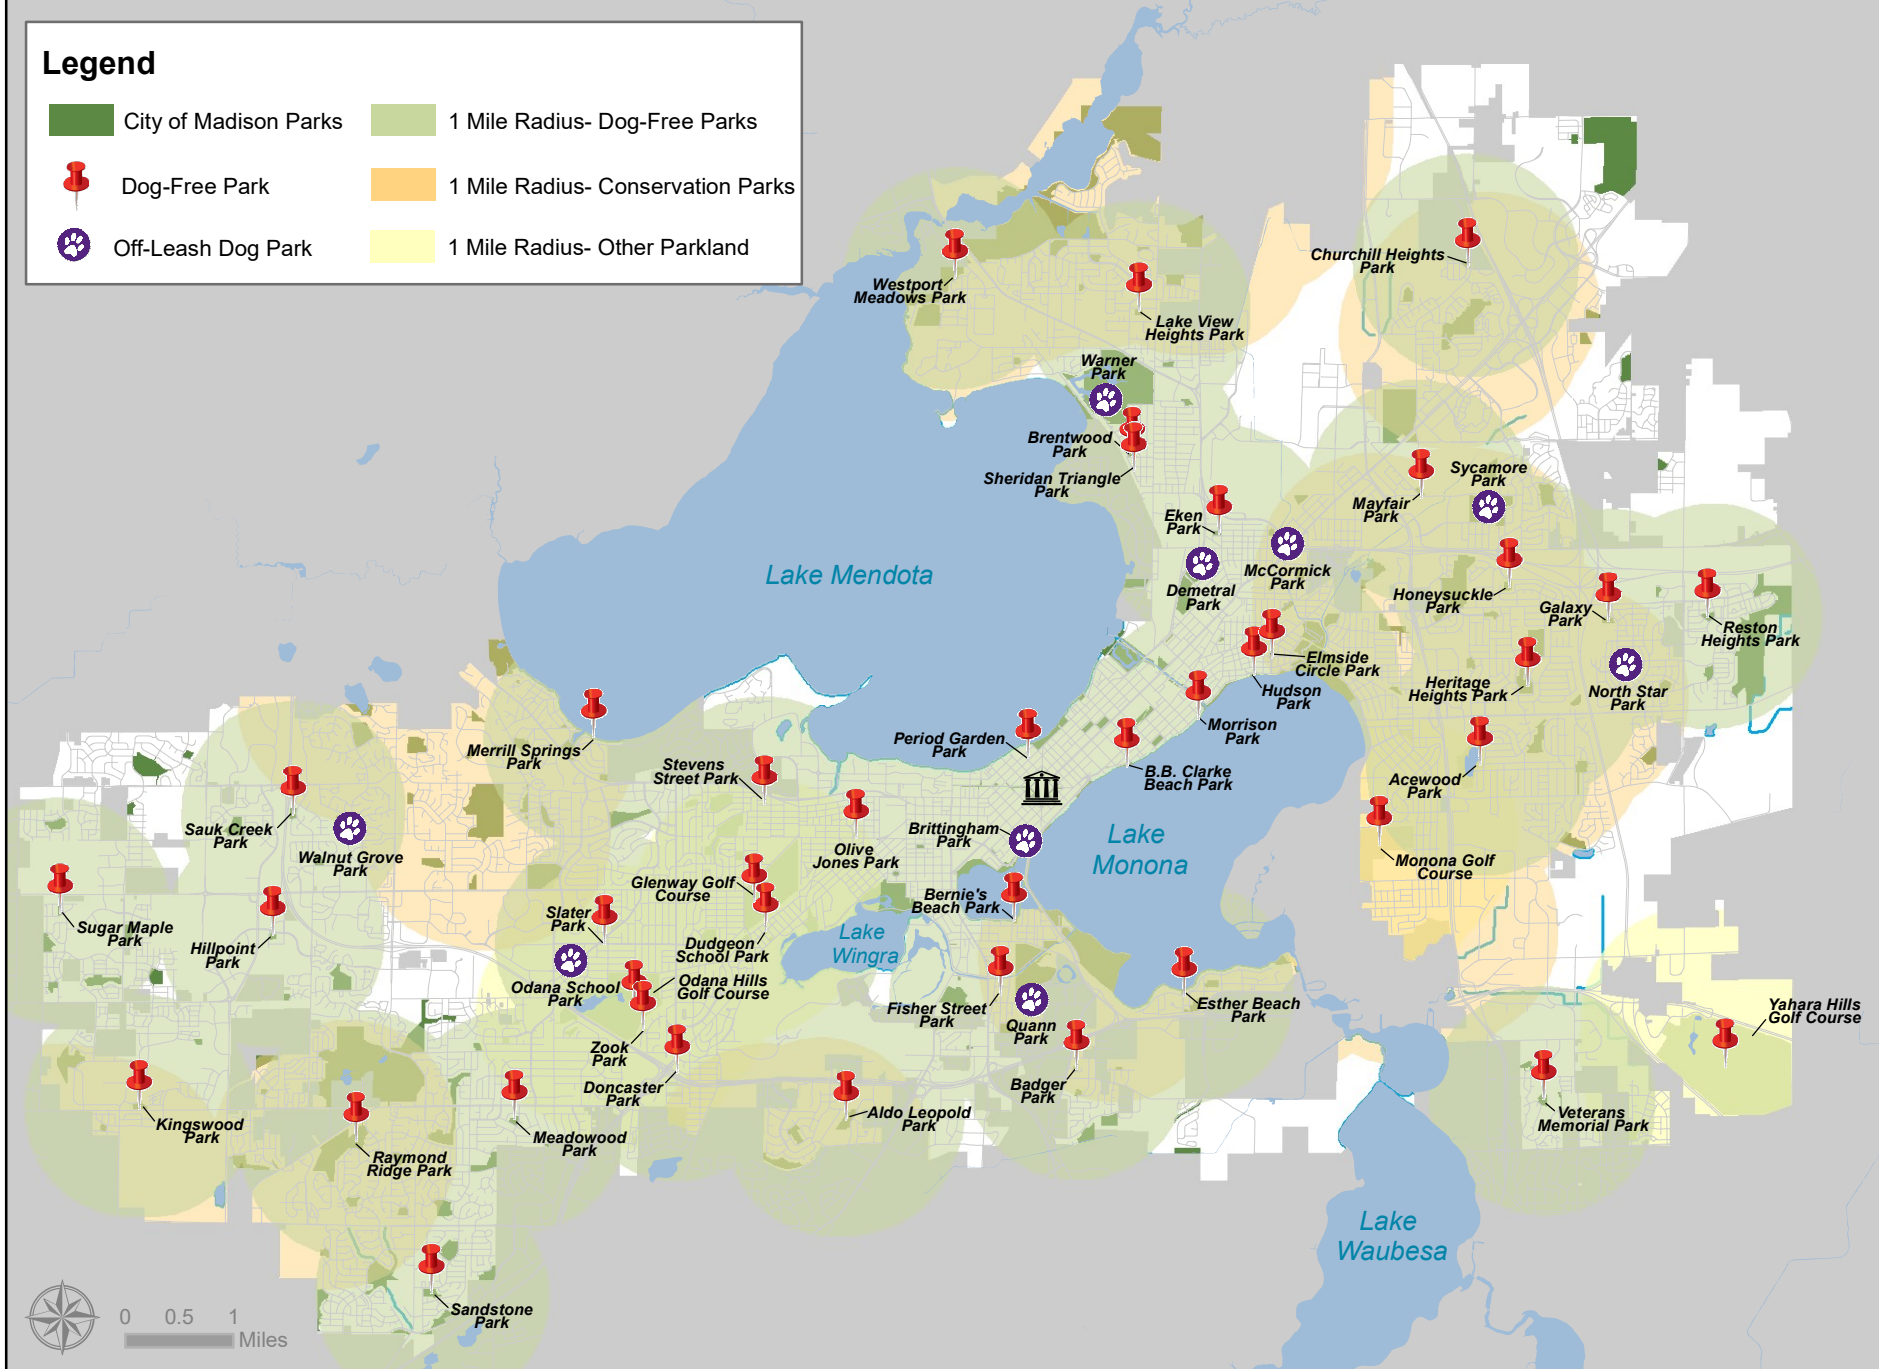 Legend
City of Madison Parks
1 Mile Radius- Dog-Free Parks
Dog-Free Park
1 Mile Radius- Conservation Parks
Off-Leash Dog Park
1 Mile Radius- Other Parkland
Westport
Meadows Park
Lake View
Heights Park
Churchill Heights
Park
Warner
Park
Brentwood
Park
Sheridan Triangle
Park
Mayfair
Park
Sycamore
Park
Eken
Park
McCormick
Park
Demetral
Park
Lake Mendota
Honeysuckle
Park
Galaxy
Park
Reston
Heights Park
Elmside
Circle Park
Hudson
Park
Heritage
Heights Park
North Star
Park
Morrison
Park
Period Garden
Park
B.B. Clarke
Beach Park
Merrill Springs
Park
Stevens
Street Park
Acewood
Park
Sauk Creek
Park
Walnut Grove
Park
Olive
Jones Park
Brittingham
Park
Lake
Monona
Monona Golf
Course
Glenway Golf
Course
Bernie's
Beach Park
Slater
Park
Sugar Maple
Park
Hillpoint
Park
Dudgeon
School Park
Lake
Wingra
Odana School
Park
Odana Hills
Golf Course
Fisher Street
Park
Quann
Park
Esther Beach
Park
Yahara Hills
Golf Course
Zook
Park
Doncaster
Park
Badger
Park
Aldo Leopold
Park
Kingswood
Park
Meadowood
Park
Raymond
Ridge Park
Veterans
Memorial Park
Lake
Waubesa
Sandstone
Park
0 0.5 1
Miles